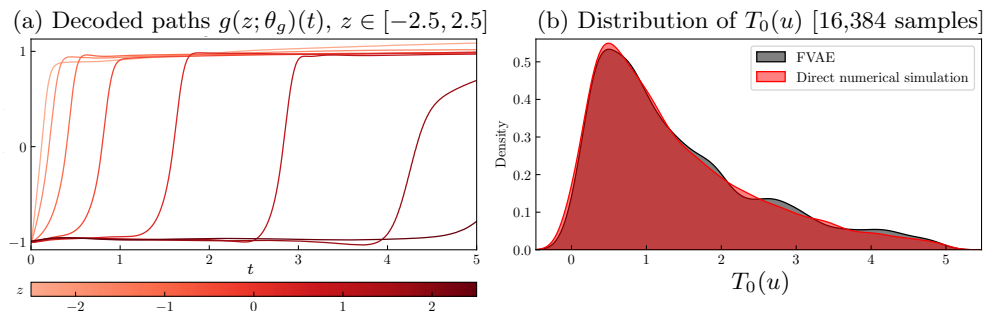 (a) Decoded paths g(z; θ_g)(t), z ∈ [−2.5, 2.5]
1
0
−1
0 1 2 3 4 5
t
z
−2 −1 0 1 2
(b) Distribution of T_0(u) [16,384 samples]
FVAE
Direct numerical simulation
Density
0.5
0.4
0.3
0.2
0.1
0.0
0 1 2 3 4 5
T_0(u)